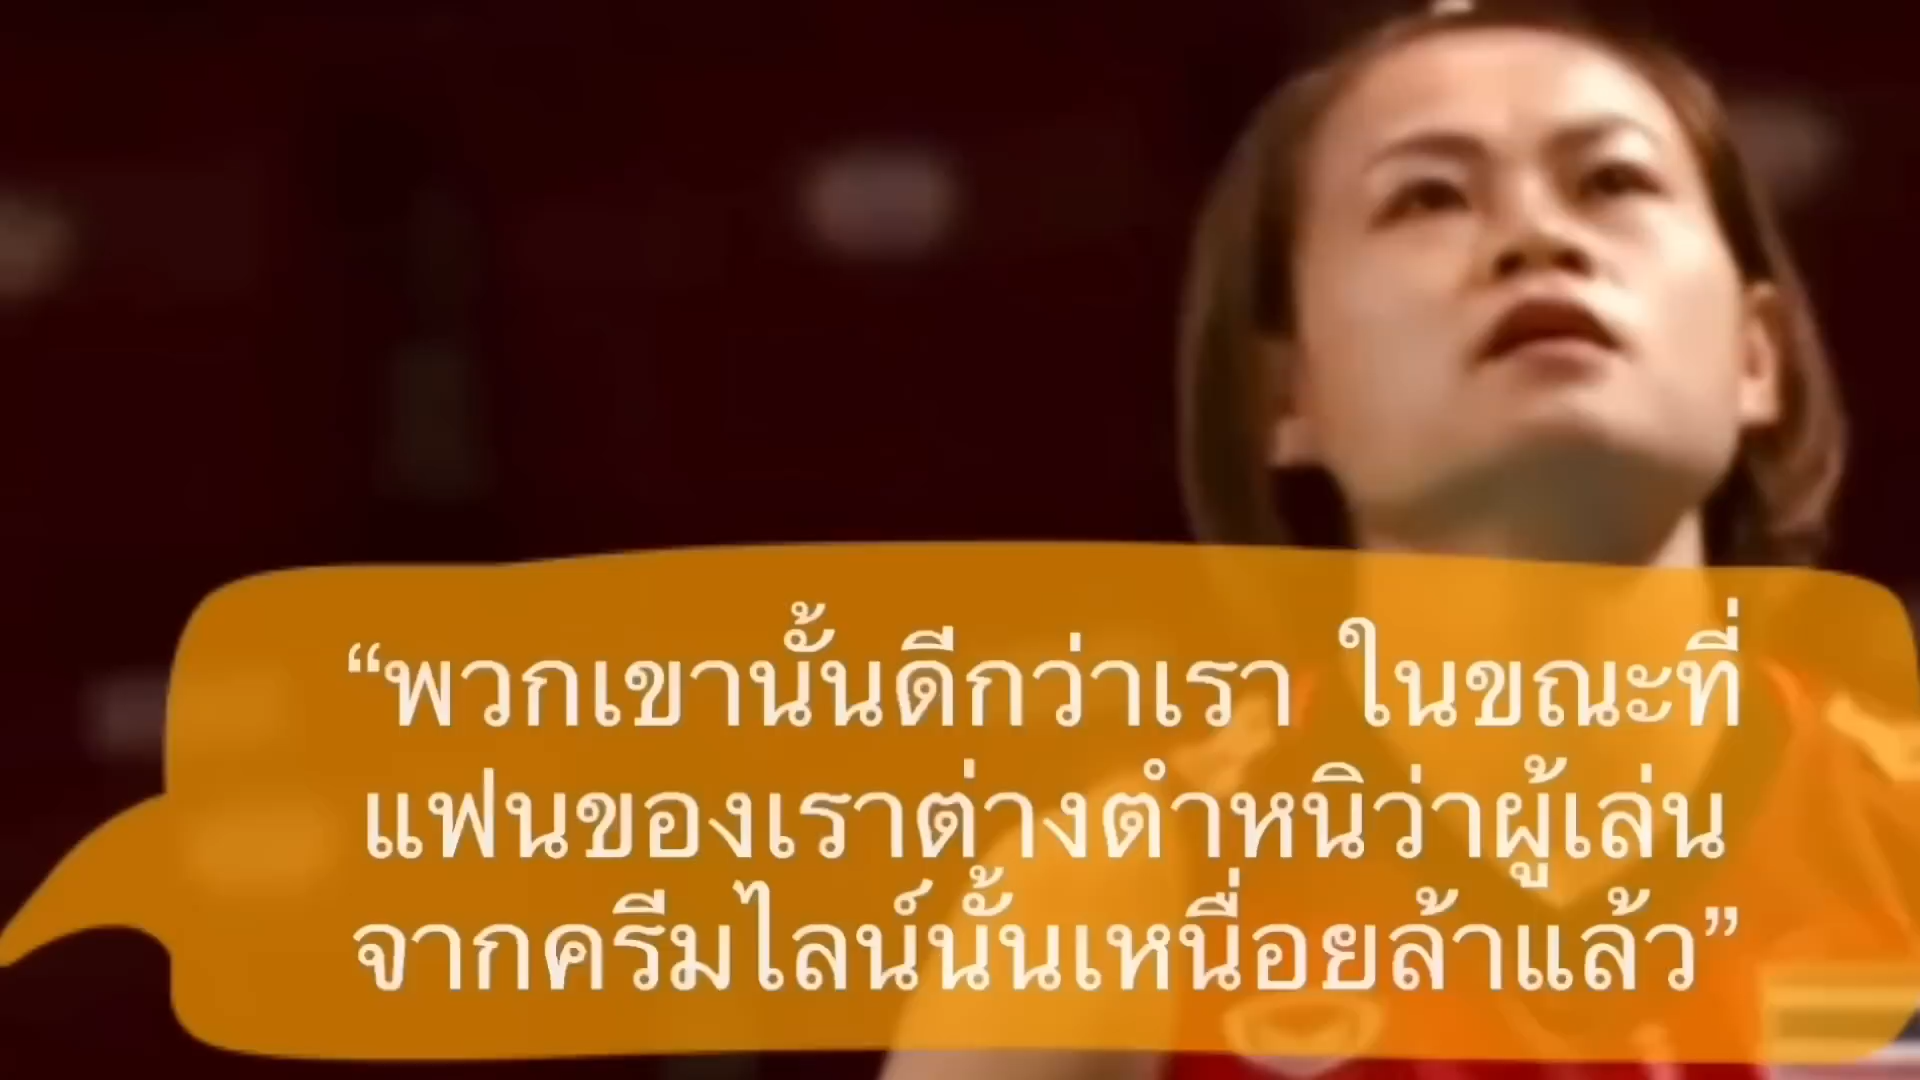 “พวกเขานั้นดีกว่าเรา ในขณะที่
แฟนของเราต่างตำหนิว่าผู้เล่น
จากครีมไลน์นั้นเหนื่อยล้าแล้ว”